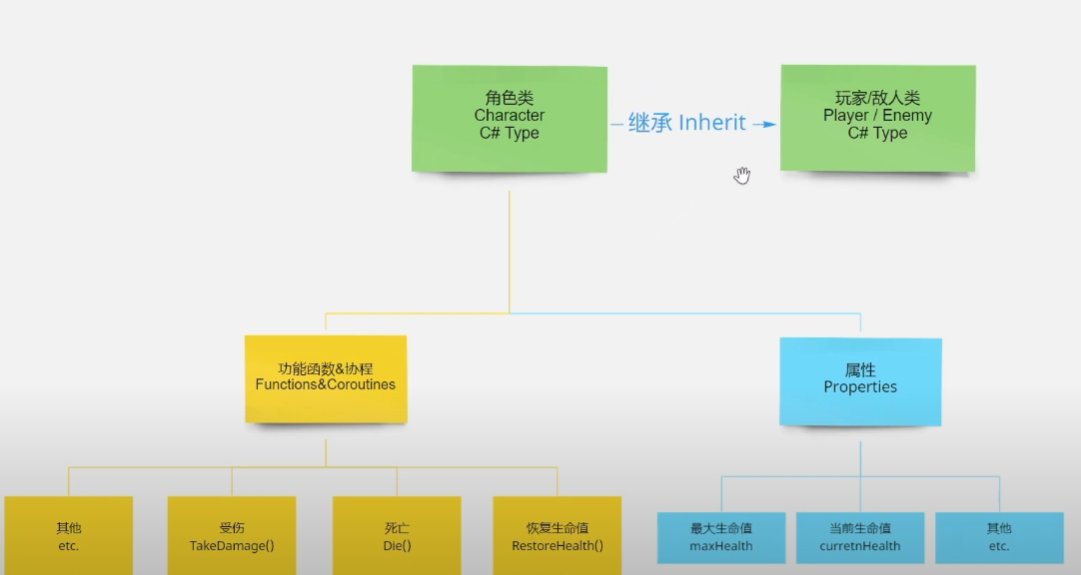 角色类
Character
C# Type
继承 Inherit
玩家/敌人类
Player / Enemy
C# Type
功能函数&协程
Functions&Coroutines
属性
Properties
其他
etc.
受伤
TakeDamage()
死亡
Die()
恢复生命值
RestoreHealth()
最大生命值
maxHealth
当前生命值
curretnHealth
其他
etc.